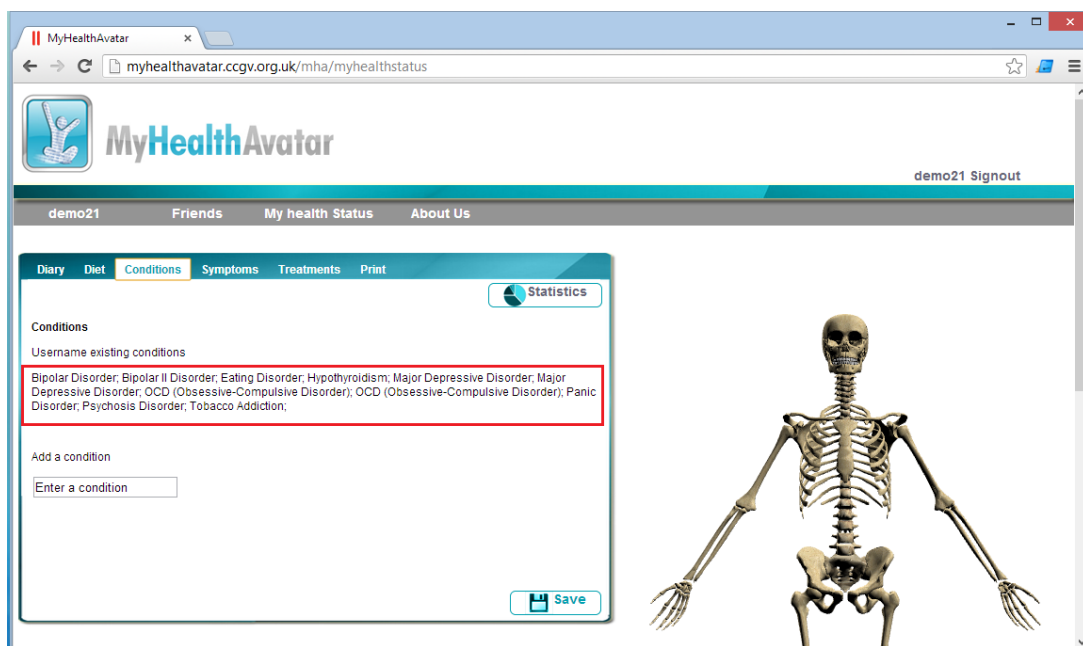 MyHealthAvatar
myhealthavatar.ccgv.org.uk/mha/myhealthstatus
MyHealthAvatar
demo21 Signout
demo21 Friends My health Status About Us
Diary Diet Conditions Symptoms Treatments Print
Statistics
Conditions
Username existing conditions
Bipolar Disorder; Bipolar II Disorder; Eating Disorder; Hypothyroidism; Major Depressive Disorder; Major
Depressive Disorder; OCD (Obsessive-Compulsive Disorder); OCD (Obsessive-Compulsive Disorder); Panic
Disorder; Psychosis Disorder; Tobacco Addiction;
Add a condition
Enter a condition
Save